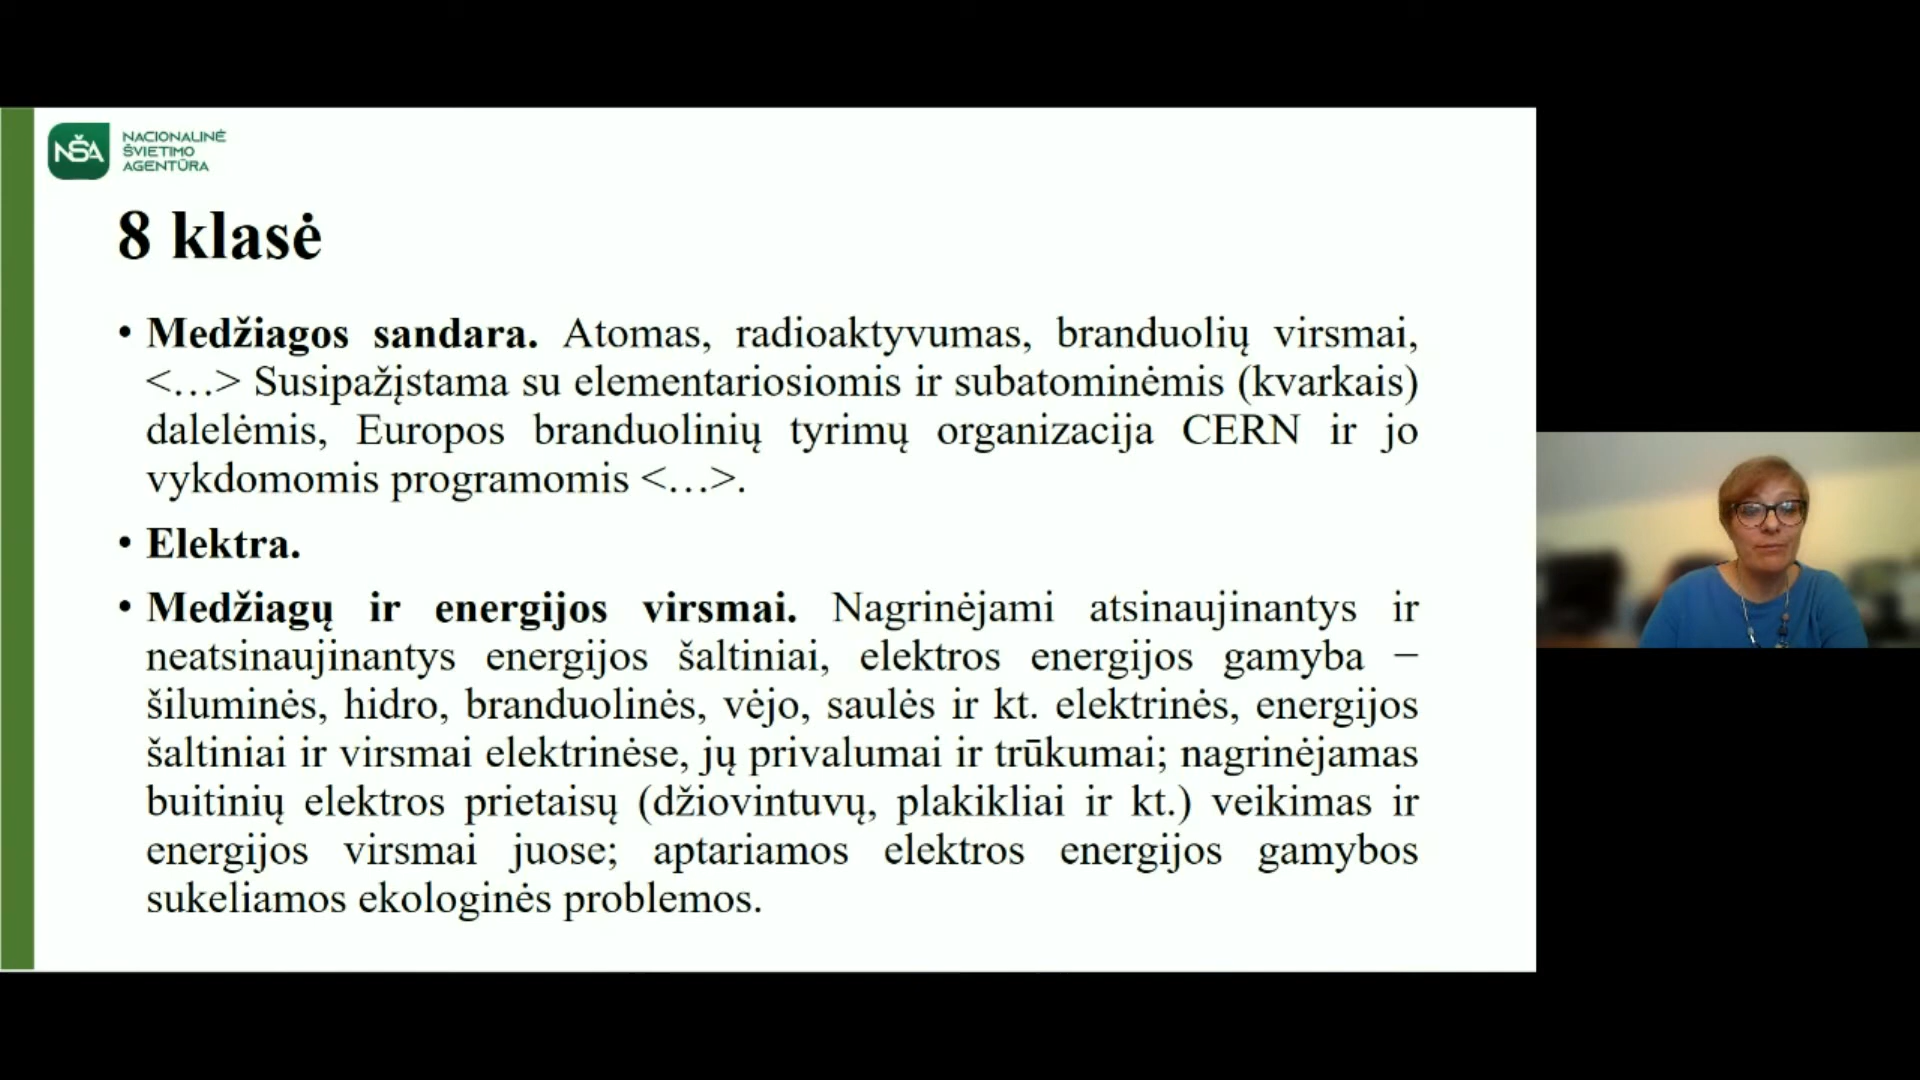 NŠA
NACIONALINĖ
ŠVIETIMO
AGENTŪRA
8 klasė
• Medžiagos sandara. Atomas, radioaktyvumas, branduolių virsmai,
<…> Susipažįstama su elementariosiomis ir subatominėmis (kvarkais)
dalelėmis, Europos branduolinių tyrimų organizacija CERN ir jo
vykdomomis programomis <…>.
• Elektra.
• Medžiagų ir energijos virsmai. Nagrinėjami atsinaujinantys ir
neatsinaujinantys energijos šaltiniai, elektros energijos gamyba –
šiluminės, hidro, branduolinės, vėjo, saulės ir kt. elektrinės, energijos
šaltiniai ir virsmai elektrinėse, jų privalumai ir trūkumai; nagrinėjamas
buitinių elektros prietaisų (džiovintuvų, plakikliai ir kt.) veikimas ir
energijos virsmai juose; aptariamos elektros energijos gamybos
sukeliamos ekologinės problemos.